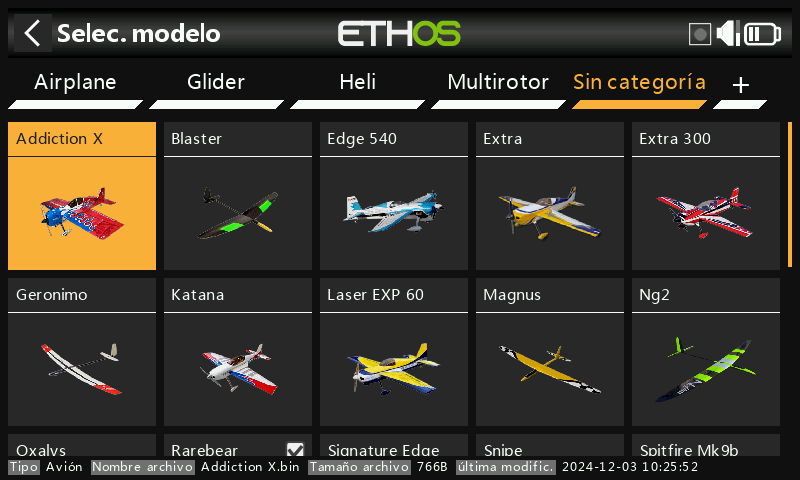 Selec. modelo ETHOS
Airplane Glider Heli Multirotor Sin categoría +
Addiction X Blaster Edge 540 Extra Extra 300
Geronimo Katana Laser EXP 60 Magnus Ng2
Oxalys Rarebear Signature Edge Snipe Spitfire Mk9b
Tipo Avión Nombre archivo Addiction X.bin Tamaño archivo 766B última modific. 2024-12-03 10:25:52